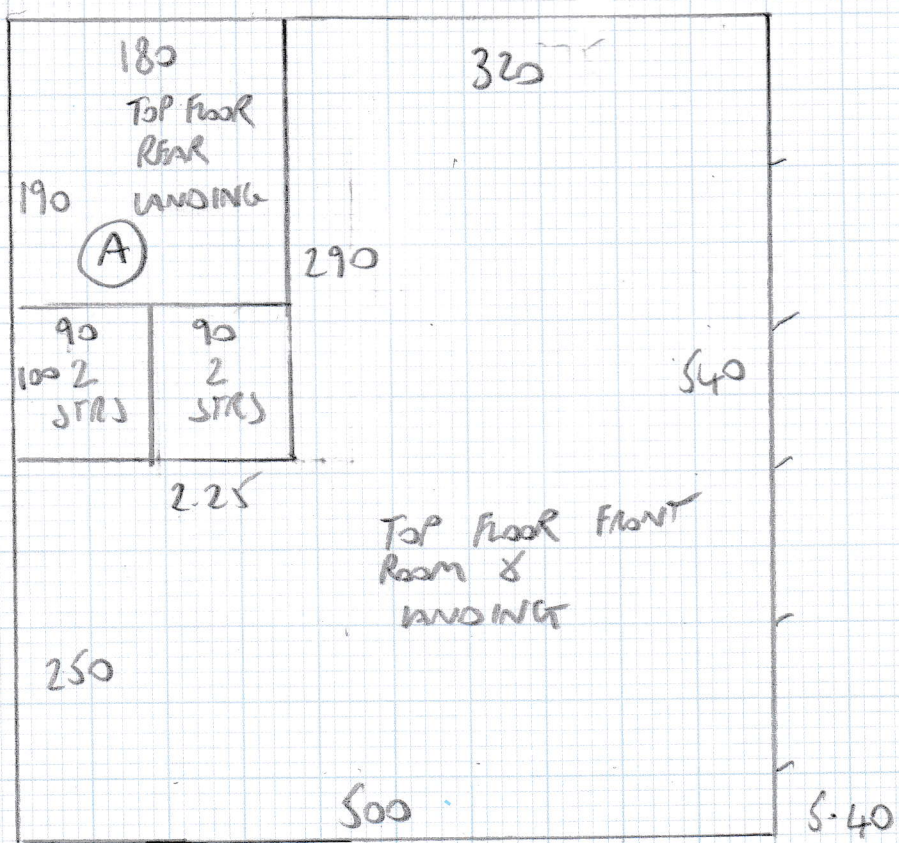 180
320
TOP FLOOR
REAR
LANDING
190
A
290
90
90
100 2
2
STRS
STRS
540
2.25
TOP FLOOR FRONT
ROOM &
LANDING
250
500
5.40